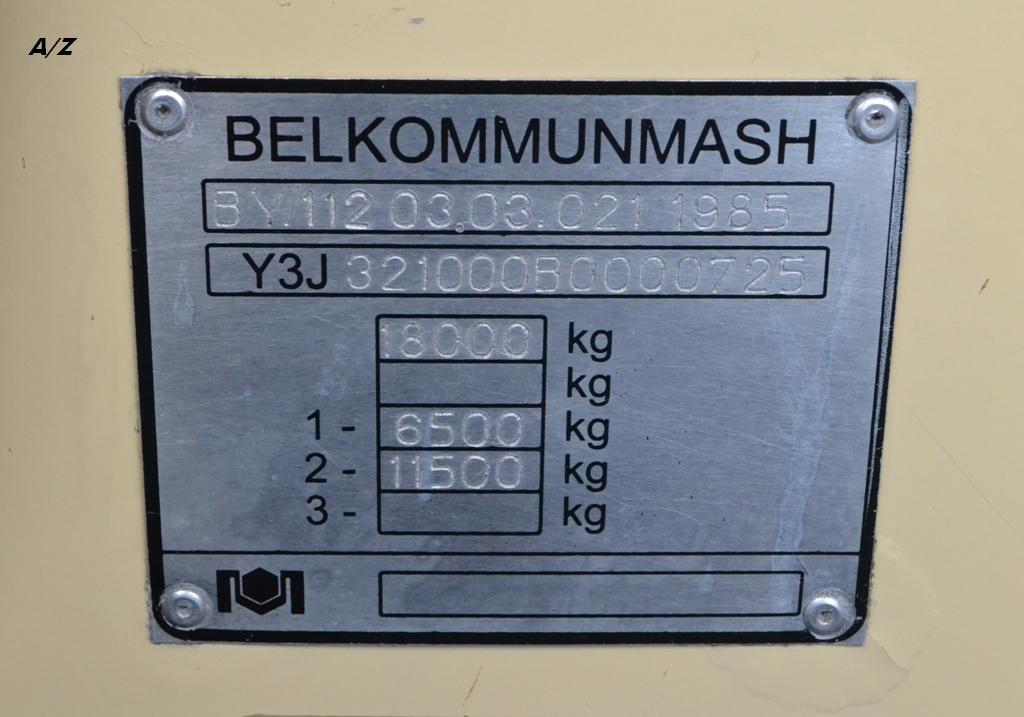 A/Z
BELKOMMUNMASH
BY/112 03.03.021 1985
Y3J 321000B0000725
18000 kg
kg
1 - 6500 kg
2 - 11500 kg
3 - kg